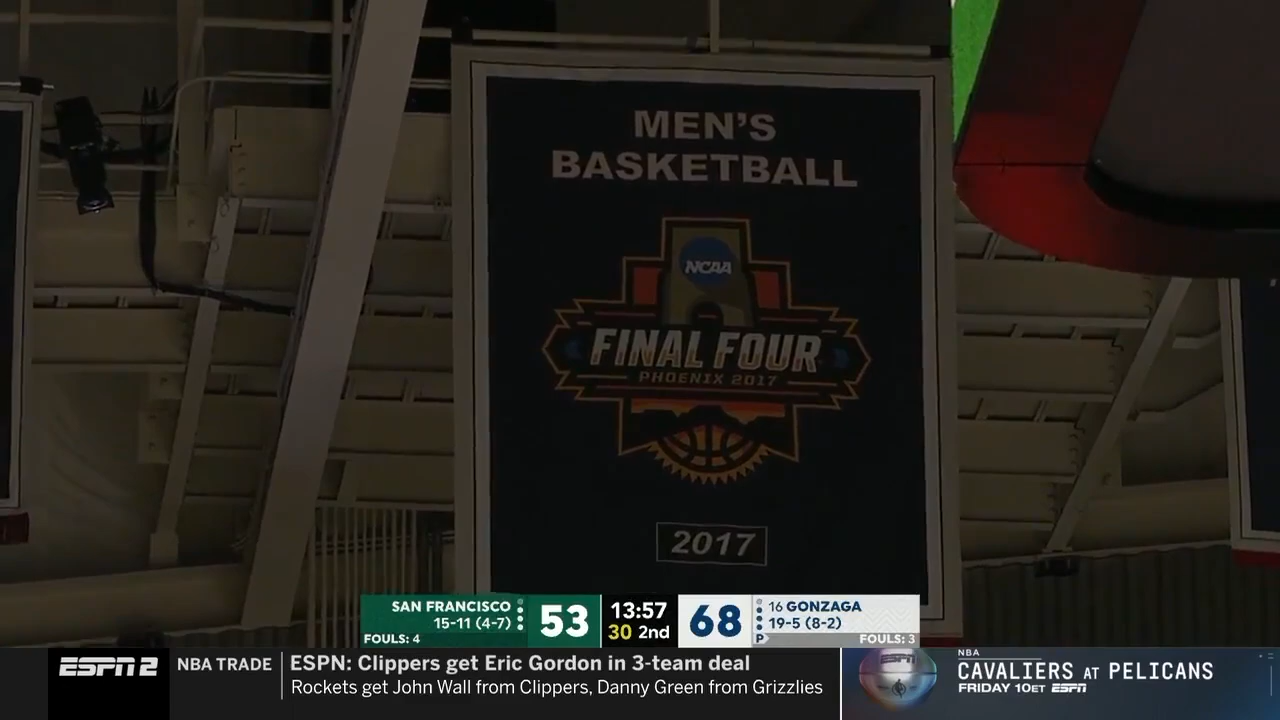 MEN'S
BASKETBALL
NCAA
FINAL FOUR
PHOENIX 2017
2017
SAN FRANCISCO
15-11 (4-7)
FOULS: 4
53
13:57
30 2nd
68
16 GONZAGA
19-5 (8-2)
P
FOULS: 3
ESPN2
NBA TRADE
ESPN: Clippers get Eric Gordon in 3-team deal
Rockets get John Wall from Clippers, Danny Green from Grizzlies
ESPN
NBA
CAVALIERS AT PELICANS
FRIDAY 10ET ESPN